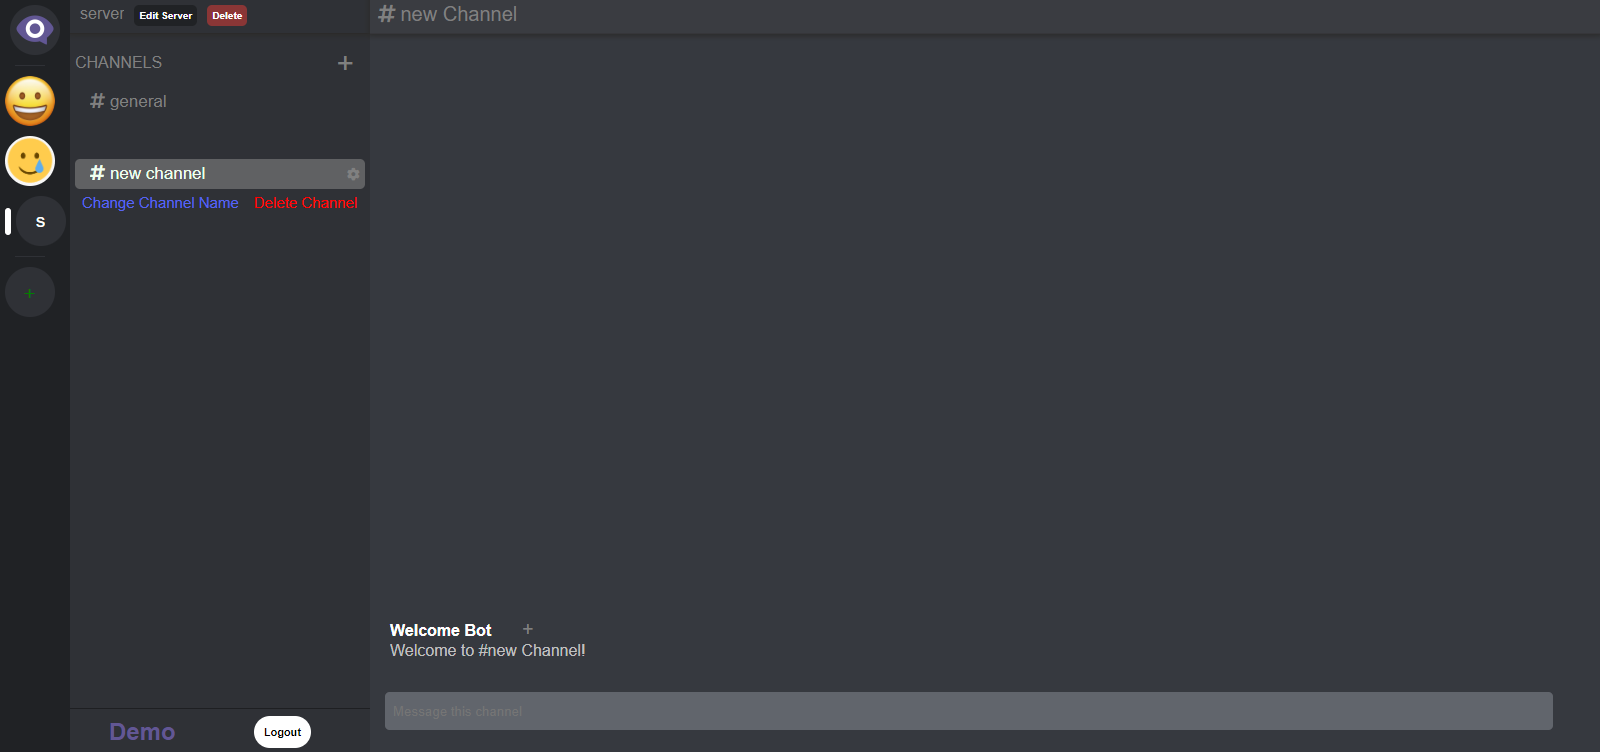 server Edit Server Delete
# new Channel
CHANNELS +
# general
# new channel
Change Channel Name Delete Channel
S
+
Welcome Bot +
Welcome to #new Channel!
Message this channel
Demo Logout